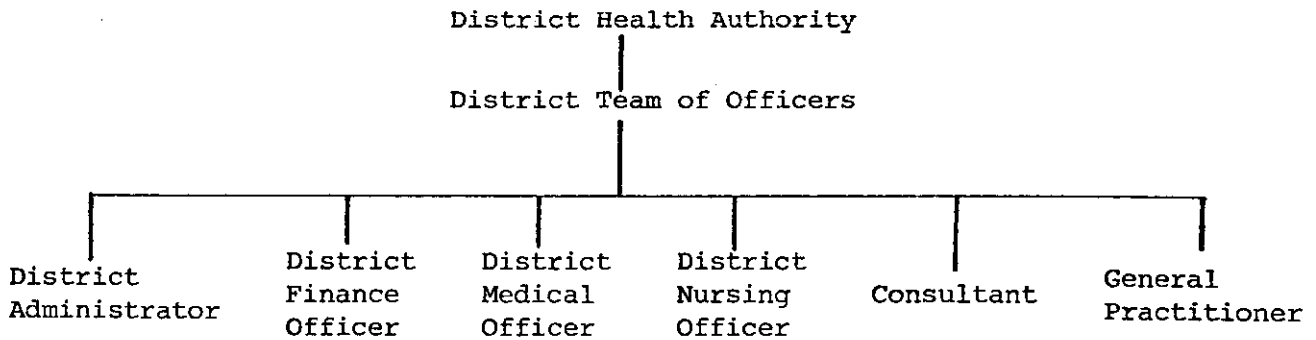 District Health Authority
District Team of Officers
District
Administrator
District
Finance
Officer
District
Medical
Officer
District
Nursing
Officer
Consultant
General
Practitioner